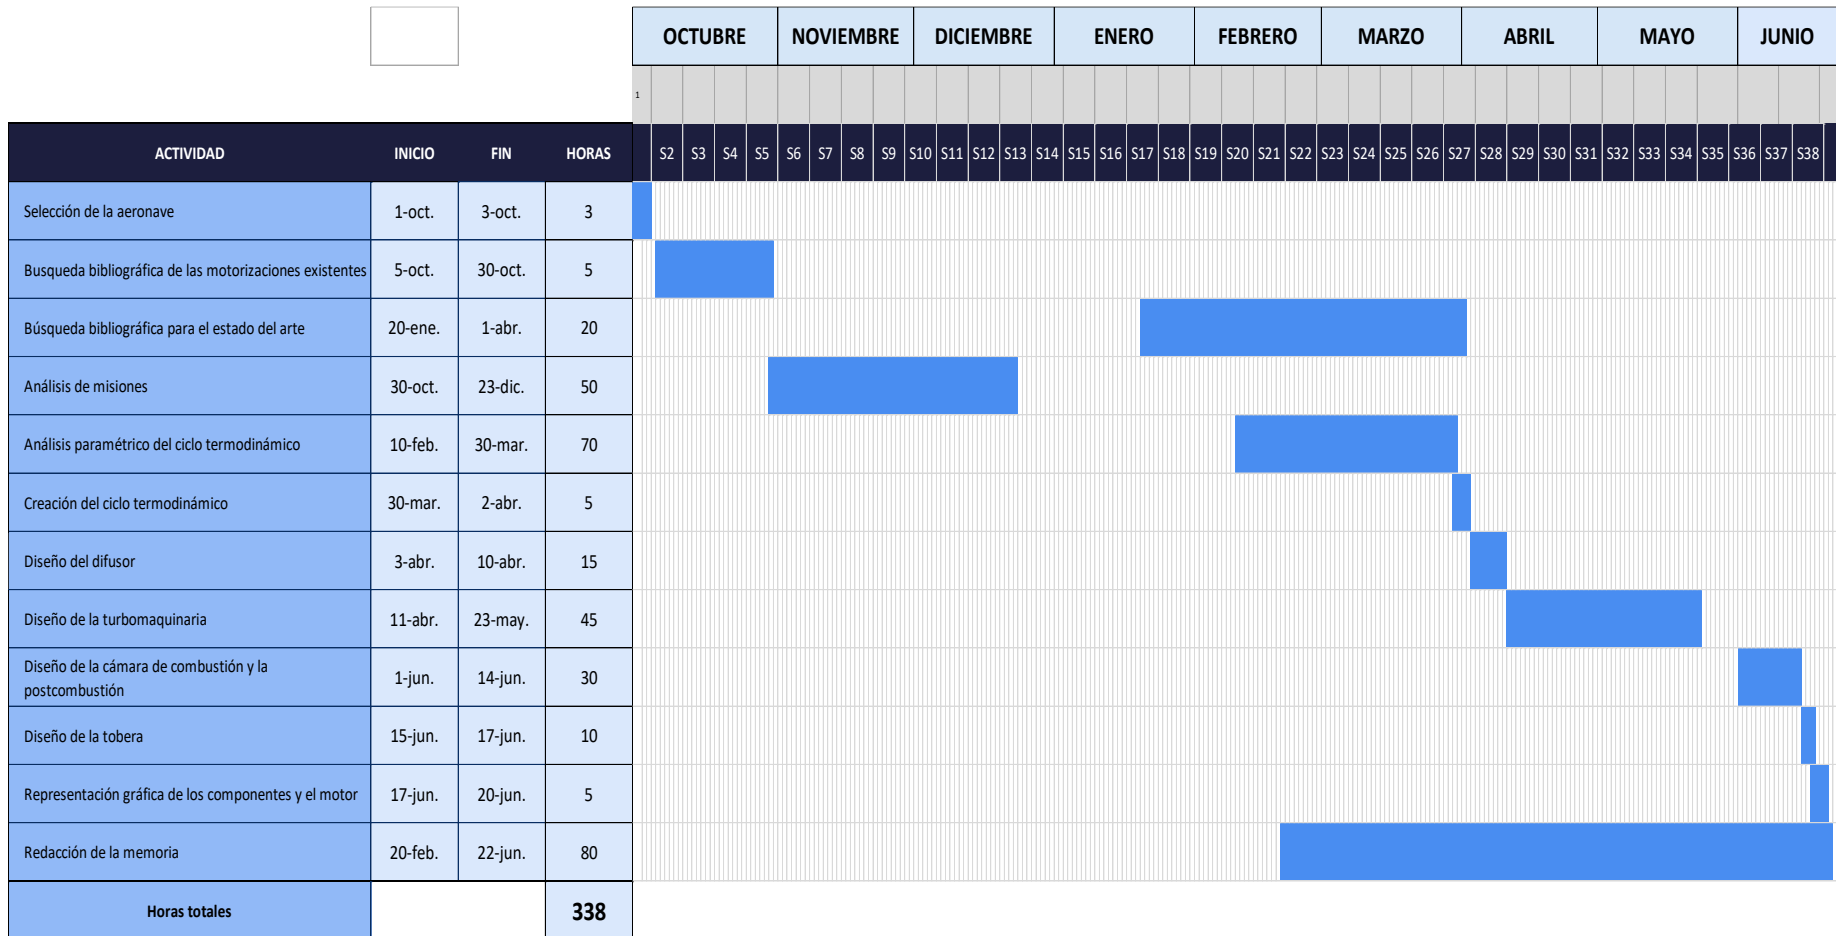 OCTUBRE NOVIEMBRE DICIEMBRE ENERO FEBRERO MARZO ABRIL MAYO JUNIO
1
ACTIVIDAD INICIO FIN HORAS S2 S3 S4 S5 S6 S7 S8 S9 S10 S11 S12 S13 S14 S15 S16 S17 S18 S19 S20 S21 S22 S23 S24 S25 S26 S27 S28 S29 S30 S31 S32 S33 S34 S35 S36 S37 S38
Selección de la aeronave 1-oct. 3-oct. 3
Busqueda bibliográfica de las motorizaciones existentes 5-oct. 30-oct. 5
Búsqueda bibliográfica para el estado del arte 20-ene. 1-abr. 20
Análisis de misiones 30-oct. 23-dic. 50
Análisis paramétrico del ciclo termodinámico 10-feb. 30-mar. 70
Creación del ciclo termodinámico 30-mar. 2-abr. 5
Diseño del difusor 3-abr. 10-abr. 15
Diseño de la turbomaquinaria 11-abr. 23-may. 45
Diseño de la cámara de combustión y la
postcombustión 1-jun. 14-jun. 30
Diseño de la tobera 15-jun. 17-jun. 10
Representación gráfica de los componentes y el motor 17-jun. 20-jun. 5
Redacción de la memoria 20-feb. 22-jun. 80
Horas totales 338